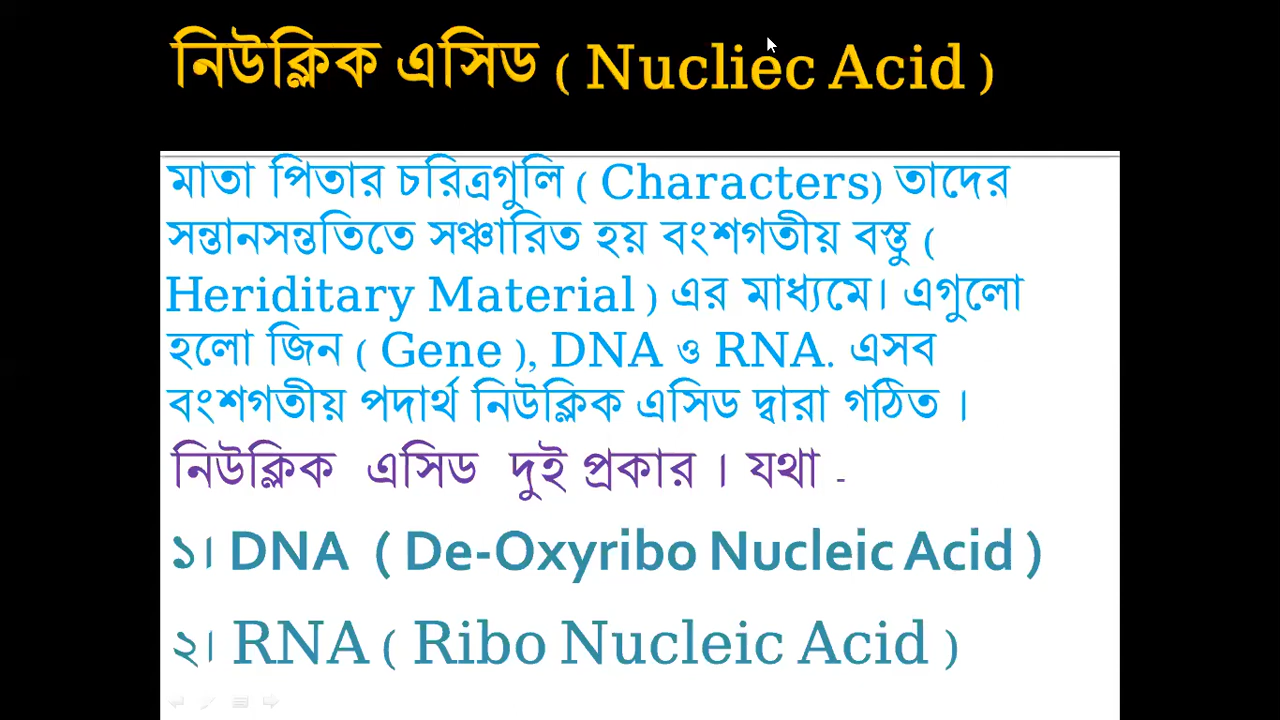 নিউক্লিক এসিড ( Nucliec Acid )
মাতা পিতার চরিত্রগুলি ( Characters) তাদের
সন্তানসন্ততিতে সঞ্চারিত হয় বংশগতীয় বস্তু (
Heriditary Material ) এর মাধ্যমে। এগুলো
হলো জিন ( Gene ), DNA ও RNA. এসব
বংশগতীয় পদার্থ নিউক্লিক এসিড দ্বারা গঠিত ।
নিউক্লিক এসিড দুই প্রকার । যথা -
১। DNA ( De-Oxyribo Nucleic Acid )
২। RNA ( Ribo Nucleic Acid )